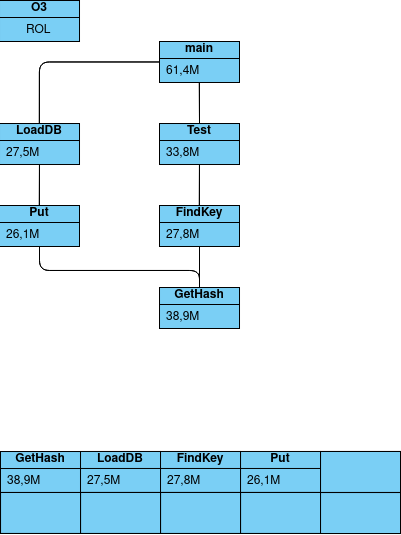 O3
ROL
main
61,4M
LoadDB
Test
27,5M
33,8M
Put
FindKey
26,1M
27,8M
GetHash
38,9M
GetHash LoadDB FindKey Put
38,9M 27,5M 27,8M 26,1M